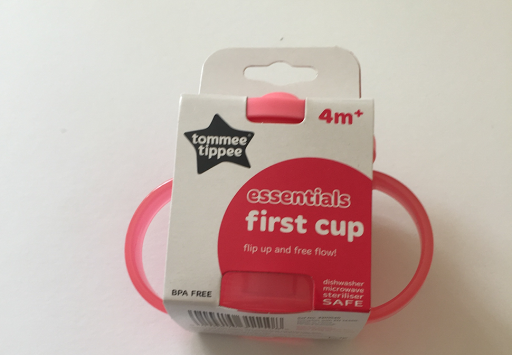 4m+
tommee
tippee
essentials
first cup
flip up and free flow!
dishwasher
microwave
steriliser
SAFE
BPA FREE